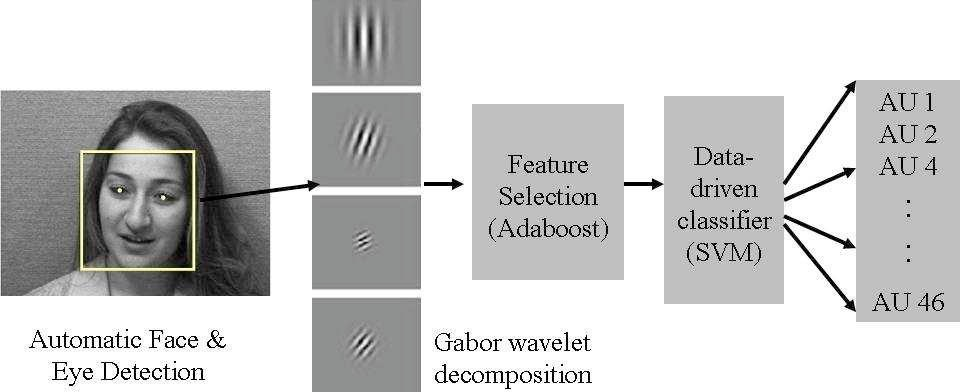 Automatic Face &
Eye Detection
Gabor wavelet
decomposition
Feature
Selection
(Adaboost)
Data-
driven
classifier
(SVM)
AU 1
AU 2
AU 4
:
:
AU 46